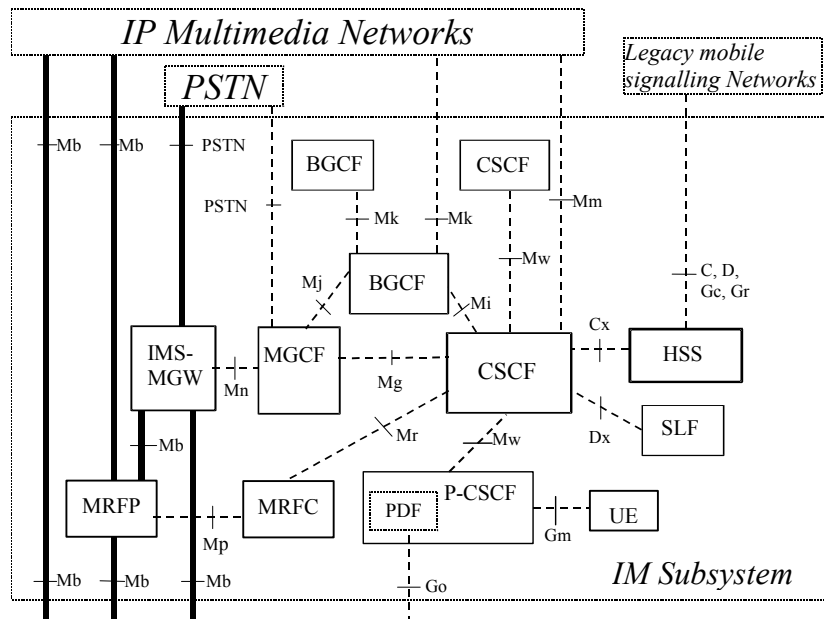 IP Multimedia Networks
Legacy mobile
signalling Networks
PSTN
Mb
Mb
PSTN
BGCF
CSCF
PSTN
Mk
Mk
Mm
Mw
C, D,
Gc, Gr
BGCF
Mj
Mi
Cx
IMS-
MGW
MGCF
CSCF
HSS
Mn
Mg
Mr
Mw
Dx
SLF
Mb
MRFP
MRFC
P-CSCF
PDF
UE
Mp
Gm
Mb
Mb
Mb
Go
IM Subsystem